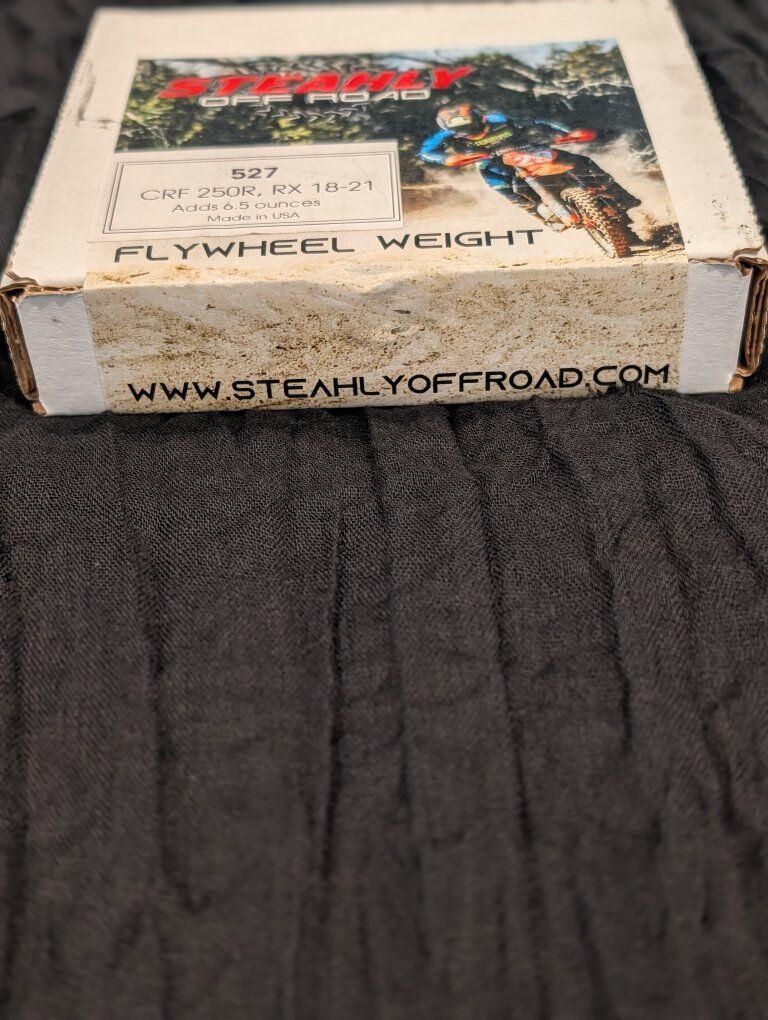 STEAHLY
OFF ROAD
527
CRF 250R, RX 18-21
Adds 6.5 ounces
Made in USA
FLYWHEEL WEIGHT
WWW.STEAHLYOFFROAD.COM